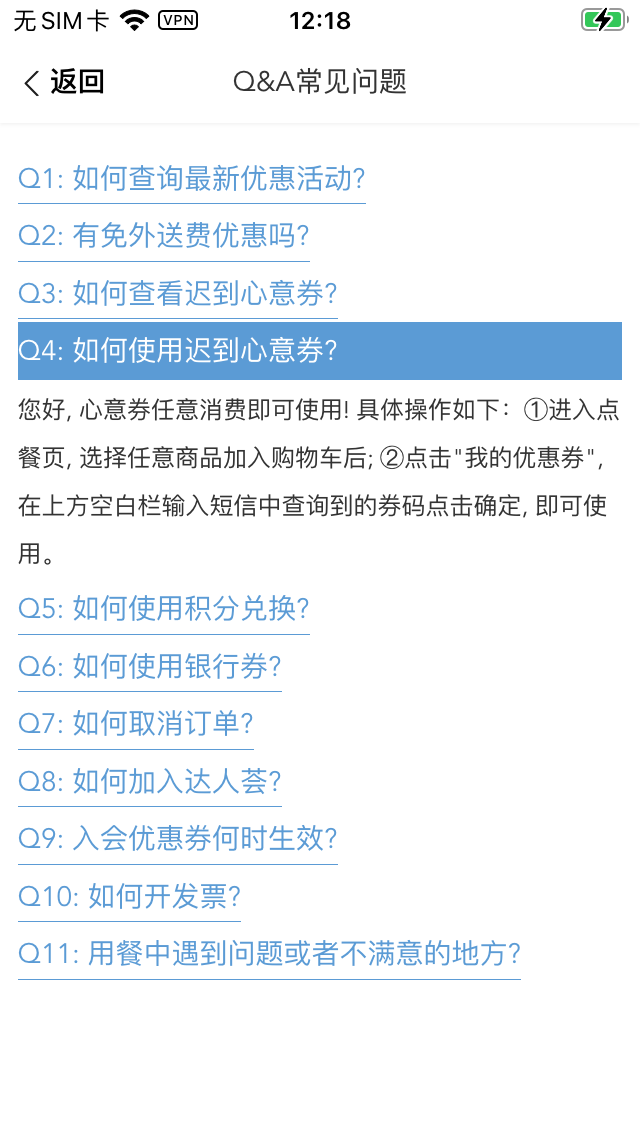 无SIM卡 VPN 12:18
返回 Q&A常见问题
Q1: 如何查询最新优惠活动?
Q2: 有免外送费优惠吗?
Q3: 如何查看迟到心意券?
Q4: 如何使用迟到心意券?
您好, 心意券任意消费即可使用! 具体操作如下：①进入点
餐页, 选择任意商品加入购物车后; ②点击"我的优惠券",
在上方空白栏输入短信中查询到的券码点击确定, 即可使
用。
Q5: 如何使用积分兑换?
Q6: 如何使用银行券?
Q7: 如何取消订单?
Q8: 如何加入达人荟?
Q9: 入会优惠券何时生效?
Q10: 如何开发票?
Q11: 用餐中遇到问题或者不满意的地方?